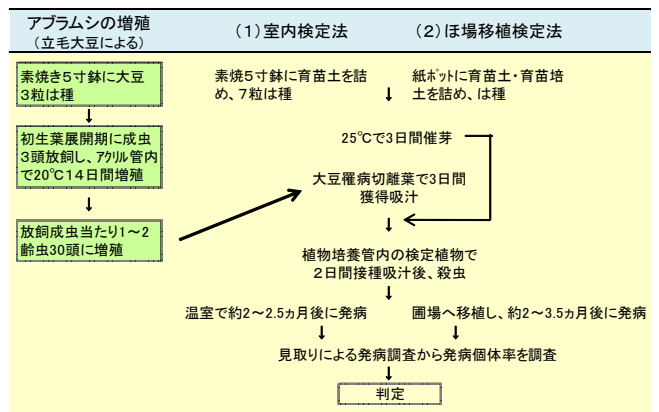 アブラムシの増殖
(立毛大豆による)
(1)室内検定法
(2)ほ場移植検定法
素焼き5寸鉢に大豆
3粒は種
初生葉展開期に成虫
3頭放飼し、アクリル管内
で20℃14日間増殖
放飼成虫当たり1~2
齢虫30頭に増殖
素焼5寸鉢に育苗土を詰
め、7粒は種
紙ポットに育苗土・育苗培
土を詰め、は種
25℃で3日間催芽
大豆罹病切離葉で3日間
獲得吸汁
植物培養管内の検定植物で
2日間接種吸汁後、殺虫
温室で約2~2.5ヵ月後に発病
圃場へ移植し、約2~3.5ヵ月後に発病
見取りによる発病調査から発病個体率を調査
判定